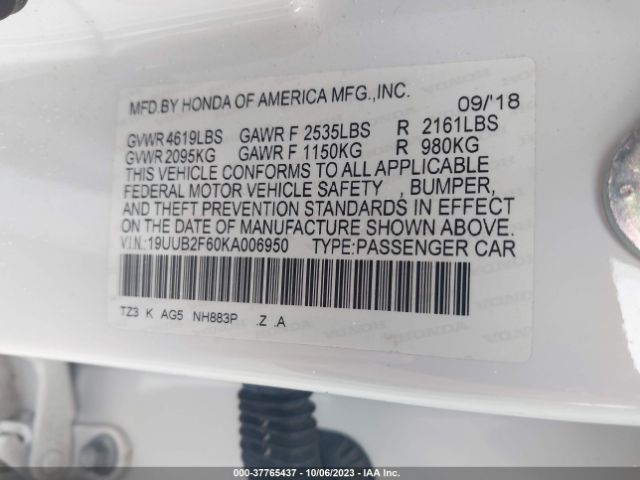 MFD.BY HONDA OF AMERICA MFG.,INC. 09/'18
GVWR 4619LBS GAWR F 2535LBS R 2161LBS
GVWR 2095KG GAWR F 1150KG R 980KG
THIS VEHICLE CONFORMS TO ALL APPLICABLE
FEDERAL MOTOR VEHICLE SAFETY , BUMPER,
AND THEFT PREVENTION STANDARDS IN EFFECT
ON THE DATE OF MANUFACTURE SHOWN ABOVE.
V.I.N.:19UUB2F60KA006950 TYPE:PASSENGER CAR
TZ3 K AG5 NH883P .Z .A
000-37765437 - 10/06/2023 - IAA Inc.